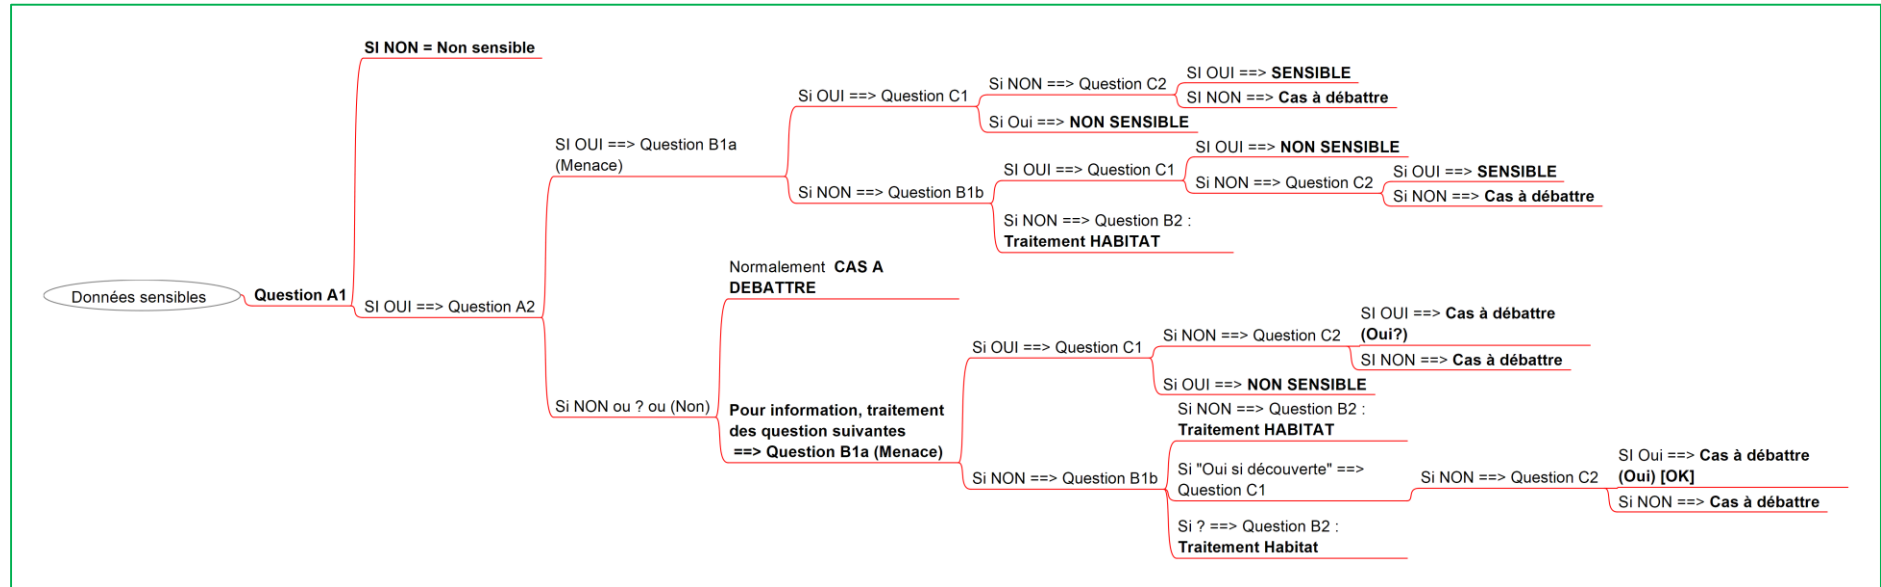 Données sensibles
Question A1
SI NON = Non sensible
SI OUI ==> Question A2
SI OUI ==> Question B1a
(Menace)
Si OUI ==> Question C1
Si NON ==> Question C2
SI OUI ==> SENSIBLE
SI NON ==> Cas à débattre
Si Oui ==> NON SENSIBLE
Si NON ==> Question B1b
SI OUI ==> Question C1
SI OUI ==> NON SENSIBLE
Si NON ==> Question C2
Si OUI ==> SENSIBLE
Si NON ==> Cas à débattre
Si NON ==> Question B2 :
Traitement HABITAT
Si NON ou ? ou (Non)
Normalement CAS A
DEBATTRE
Pour information, traitement
des question suivantes
==> Question B1a (Menace)
Si OUI ==> Question C1
Si NON ==> Question C2
SI OUI ==> Cas à débattre
(Oui?)
SI NON ==> Cas à débattre
Si OUI ==> NON SENSIBLE
Si NON ==> Question B1b
Si NON ==> Question B2 :
Traitement HABITAT
Si "Oui si découverte" ==>
Question C1
Si NON ==> Question C2
SI Oui ==> Cas à débattre
(Oui) [OK]
Si NON ==> Cas à débattre
Si ? ==> Question B2 :
Traitement Habitat